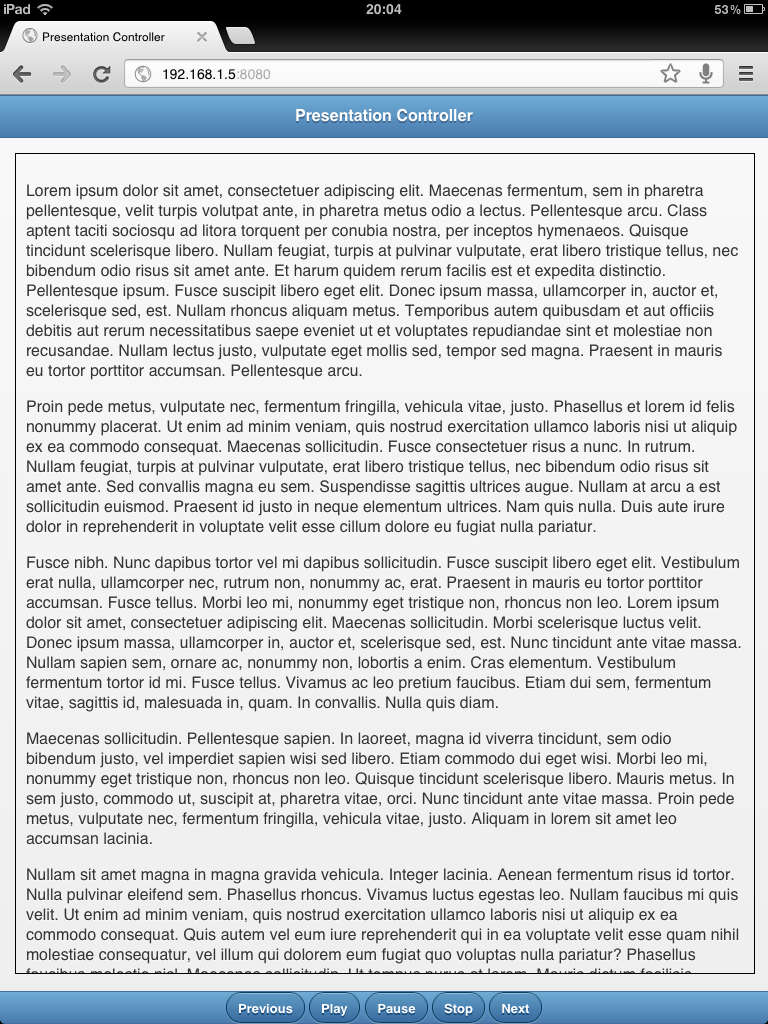 iPad 20:04 53%
Presentation Controller
192.168.1.5:8080
Presentation Controller
Lorem ipsum dolor sit amet, consectetuer adipiscing elit. Maecenas fermentum, sem in pharetra
pellentesque, velit turpis volutpat ante, in pharetra metus odio a lectus. Pellentesque arcu. Class
aptent taciti sociosqu ad litora torquent per conubia nostra, per inceptos hymenaeos. Quisque
tincidunt scelerisque libero. Nullam feugiat, turpis at pulvinar vulputate, erat libero tristique tellus, nec
bibendum odio risus sit amet ante. Et harum quidem rerum facilis est et expedita distinctio.
Pellentesque ipsum. Fusce suscipit libero eget elit. Donec ipsum massa, ullamcorper in, auctor et,
scelerisque sed, est. Nullam rhoncus aliquam metus. Temporibus autem quibusdam et aut officiis
debitis aut rerum necessitatibus saepe eveniet ut et voluptates repudiandae sint et molestiae non
recusandae. Nullam lectus justo, vulputate eget mollis sed, tempor sed magna. Praesent in mauris
eu tortor porttitor accumsan. Pellentesque arcu.
Proin pede metus, vulputate nec, fermentum fringilla, vehicula vitae, justo. Phasellus et lorem id felis
nonummy placerat. Ut enim ad minim veniam, quis nostrud exercitation ullamco laboris nisi ut aliquip
ex ea commodo consequat. Maecenas sollicitudin. Fusce consectetuer risus a nunc. In rutrum.
Nullam feugiat, turpis at pulvinar vulputate, erat libero tristique tellus, nec bibendum odio risus sit
amet ante. Sed convallis magna eu sem. Suspendisse sagittis ultrices augue. Nullam at arcu a est
sollicitudin euismod. Praesent id justo in neque elementum ultrices. Nam quis nulla. Duis aute irure
dolor in reprehenderit in voluptate velit esse cillum dolore eu fugiat nulla pariatur.
Fusce nibh. Nunc dapibus tortor vel mi dapibus sollicitudin. Fusce suscipit libero eget elit. Vestibulum
erat nulla, ullamcorper nec, rutrum non, nonummy ac, erat. Praesent in mauris eu tortor porttitor
accumsan. Fusce tellus. Morbi leo mi, nonummy eget tristique non, rhoncus non leo. Lorem ipsum
dolor sit amet, consectetuer adipiscing elit. Maecenas sollicitudin. Morbi scelerisque luctus velit.
Donec ipsum massa, ullamcorper in, auctor et, scelerisque sed, est. Nunc tincidunt ante vitae massa.
Nullam sapien sem, ornare ac, nonummy non, lobortis a enim. Cras elementum. Vestibulum
fermentum tortor id mi. Fusce tellus. Vivamus ac leo pretium faucibus. Etiam dui sem, fermentum
vitae, sagittis id, malesuada in, quam. In convallis. Nulla quis diam.
Maecenas sollicitudin. Pellentesque sapien. In laoreet, magna id viverra tincidunt, sem odio
bibendum justo, vel imperdiet sapien wisi sed libero. Etiam commodo dui eget wisi. Morbi leo mi,
nonummy eget tristique non, rhoncus non leo. Quisque tincidunt scelerisque libero. Mauris metus. In
sem justo, commodo ut, suscipit at, pharetra vitae, orci. Nunc tincidunt ante vitae massa. Proin pede
metus, vulputate nec, fermentum fringilla, vehicula vitae, justo. Aliquam in lorem sit amet leo
accumsan lacinia.
Nullam sit amet magna in magna gravida vehicula. Integer lacinia. Aenean fermentum risus id tortor.
Nulla pulvinar eleifend sem. Phasellus rhoncus. Vivamus luctus egestas leo. Nullam faucibus mi quis
velit. Ut enim ad minim veniam, quis nostrud exercitation ullamco laboris nisi ut aliquip ex ea
commodo consequat. Quis autem vel eum iure reprehenderit qui in ea voluptate velit esse quam nihil
molestiae consequatur, vel illum qui dolorem eum fugiat quo voluptas nulla pariatur? Phasellus
Previous Play Pause Stop Next